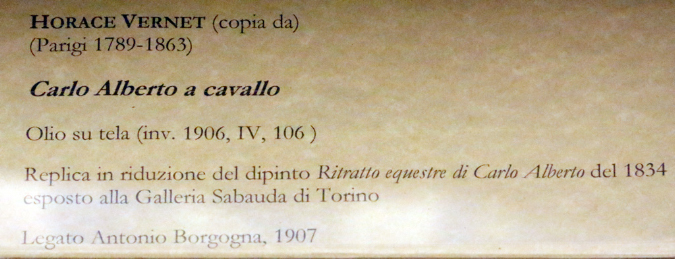 HORACE VERNET (copia da)
(Parigi 1789-1863)
Carlo Alberto a cavallo
Olio su tela (inv. 1906, IV, 106 )
Replica in riduzione del dipinto Ritratto equestre di Carlo Alberto del 1834
esposto alla Galleria Sabauda di Torino
Legato Antonio Borgogna, 1907